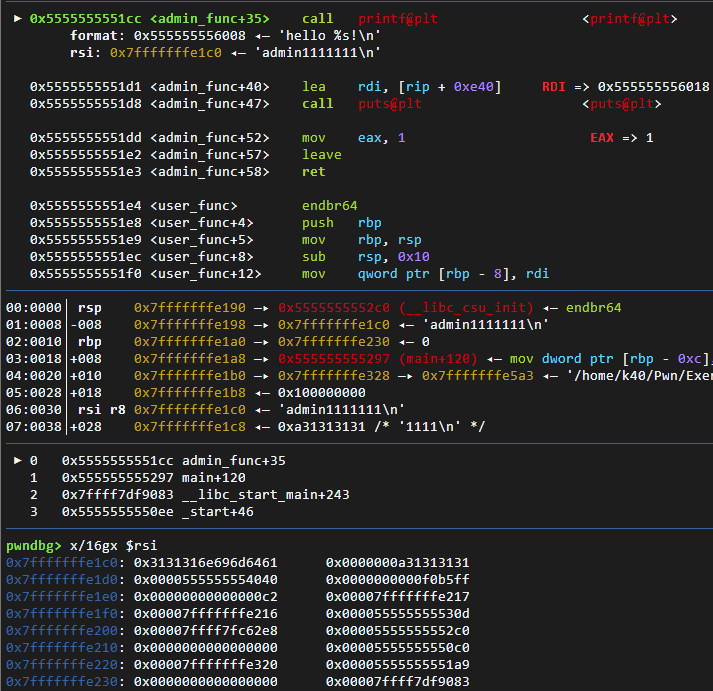 ► 0x5555555551cc <admin_func+35> call printf@plt <printf@plt>
format: 0x555555556008 ◂— 'hello %s!\n'
rsi: 0x7fffffffe1c0 ◂— 'admin1111111\n'
0x5555555551d1 <admin_func+40> lea rdi, [rip + 0xe40] RDI => 0x555555556018
0x5555555551d8 <admin_func+47> call puts@plt <puts@plt>
0x5555555551dd <admin_func+52> mov eax, 1 EAX => 1
0x5555555551e2 <admin_func+57> leave
0x5555555551e3 <admin_func+58> ret
0x5555555551e4 <user_func> endbr64
0x5555555551e8 <user_func+4> push rbp
0x5555555551e9 <user_func+5> mov rbp, rsp
0x5555555551ec <user_func+8> sub rsp, 0x10
0x5555555551f0 <user_func+12> mov qword ptr [rbp - 8], rdi
00:0000│ rsp 0x7fffffffe190 —▸ 0x5555555552c0 (__libc_csu_init) ◂— endbr64
01:0008│-008 0x7fffffffe198 —▸ 0x7fffffffe1c0 ◂— 'admin1111111\n'
02:0010│ rbp 0x7fffffffe1a0 —▸ 0x7fffffffe230 ◂— 0
03:0018│+008 0x7fffffffe1a8 —▸ 0x555555555297 (main+120) ◂— mov dword ptr [rbp - 0xc],
04:0020│+010 0x7fffffffe1b0 —▸ 0x7fffffffe328 —▸ 0x7fffffffe5a3 ◂— '/home/k40/Pwn/Exer
05:0028│+018 0x7fffffffe1b8 ◂— 0x100000000
06:0030│ rsi r8 0x7fffffffe1c0 ◂— 'admin1111111\n'
07:0038│+028 0x7fffffffe1c8 ◂— 0xa31313131 /* '1111\n' */
► 0 0x5555555551cc admin_func+35
1 0x555555555297 main+120
2 0x7ffff7df9083 __libc_start_main+243
3 0x5555555550ee _start+46
pwndbg> x/16gx $rsi
0x7fffffffe1c0: 0x3131316e696d6461 0x0000000a31313131
0x7fffffffe1d0: 0x0000555555554040 0x0000000000f0b5ff
0x7fffffffe1e0: 0x00000000000000c2 0x00007fffffffe217
0x7fffffffe1f0: 0x00007fffffffe216 0x000055555555530d
0x7fffffffe200: 0x00007ffff7fc62e8 0x00005555555552c0
0x7fffffffe210: 0x0000000000000000 0x00005555555550c0
0x7fffffffe220: 0x00007fffffffe320 0x00005555555551a9
0x7fffffffe230: 0x0000000000000000 0x00007ffff7df9083